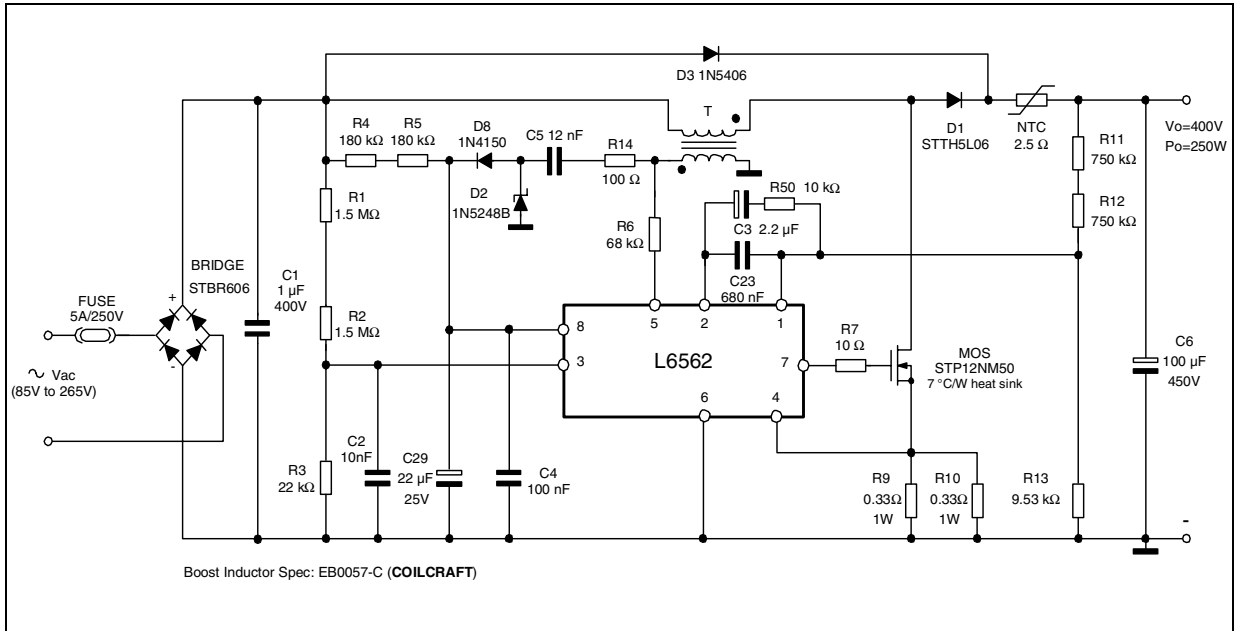 D3 1N5406
T
D1
STTH5L06
NTC
2.5 Ω
Vo=400V
Po=250W
R4
180 kΩ
R5
180 kΩ
D8
1N4150
C5 12 nF
R14
100 Ω
R11
750 kΩ
R12
750 kΩ
R1
1.5 MΩ
D2
1N5248B
R50 10 kΩ
C3 2.2 µF
R6
68 kΩ
C23
680 nF
BRIDGE
STBR606
+
-
C1
1 µF
400V
FUSE
5A/250V
R2
1.5 MΩ
5
2
1
8
3
L6562
7
6
4
R7
10 Ω
MOS
STP12NM50
7 °C/W heat sink
C6
100 µF
450V
~ Vac
(85V to 265V)
R3
22 kΩ
C2
10nF
C29
22 µF
25V
C4
100 nF
R9
0.33Ω
1W
R10
0.33Ω
1W
R13
9.53 kΩ
-
Boost Inductor Spec: EB0057-C (COILCRAFT)